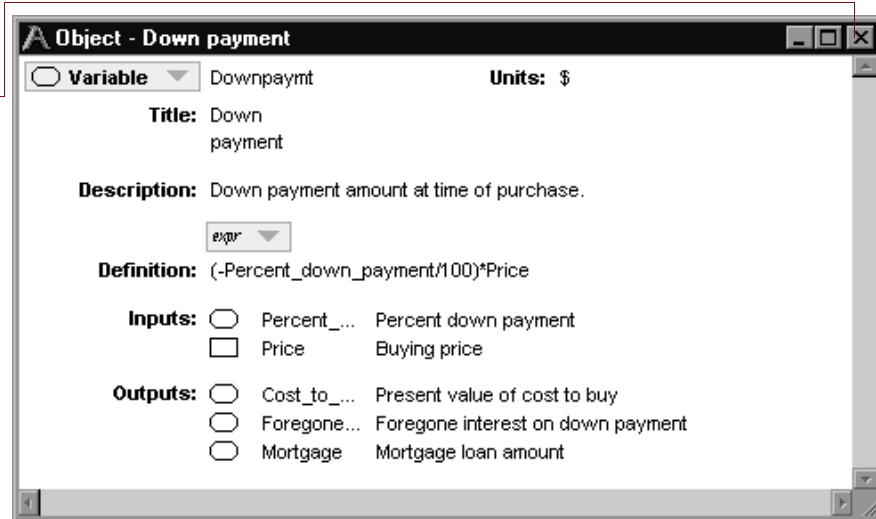 Object - Down payment
Variable Downpaymt Units: $
Title: Down
payment
Description: Down payment amount at time of purchase.
expr
Definition: (-Percent_down_payment/100)*Price
Inputs: Percent_... Percent down payment
Price Buying price
Outputs: Cost_to_... Present value of cost to buy
Foregone... Foregone interest on down payment
Mortgage Mortgage loan amount